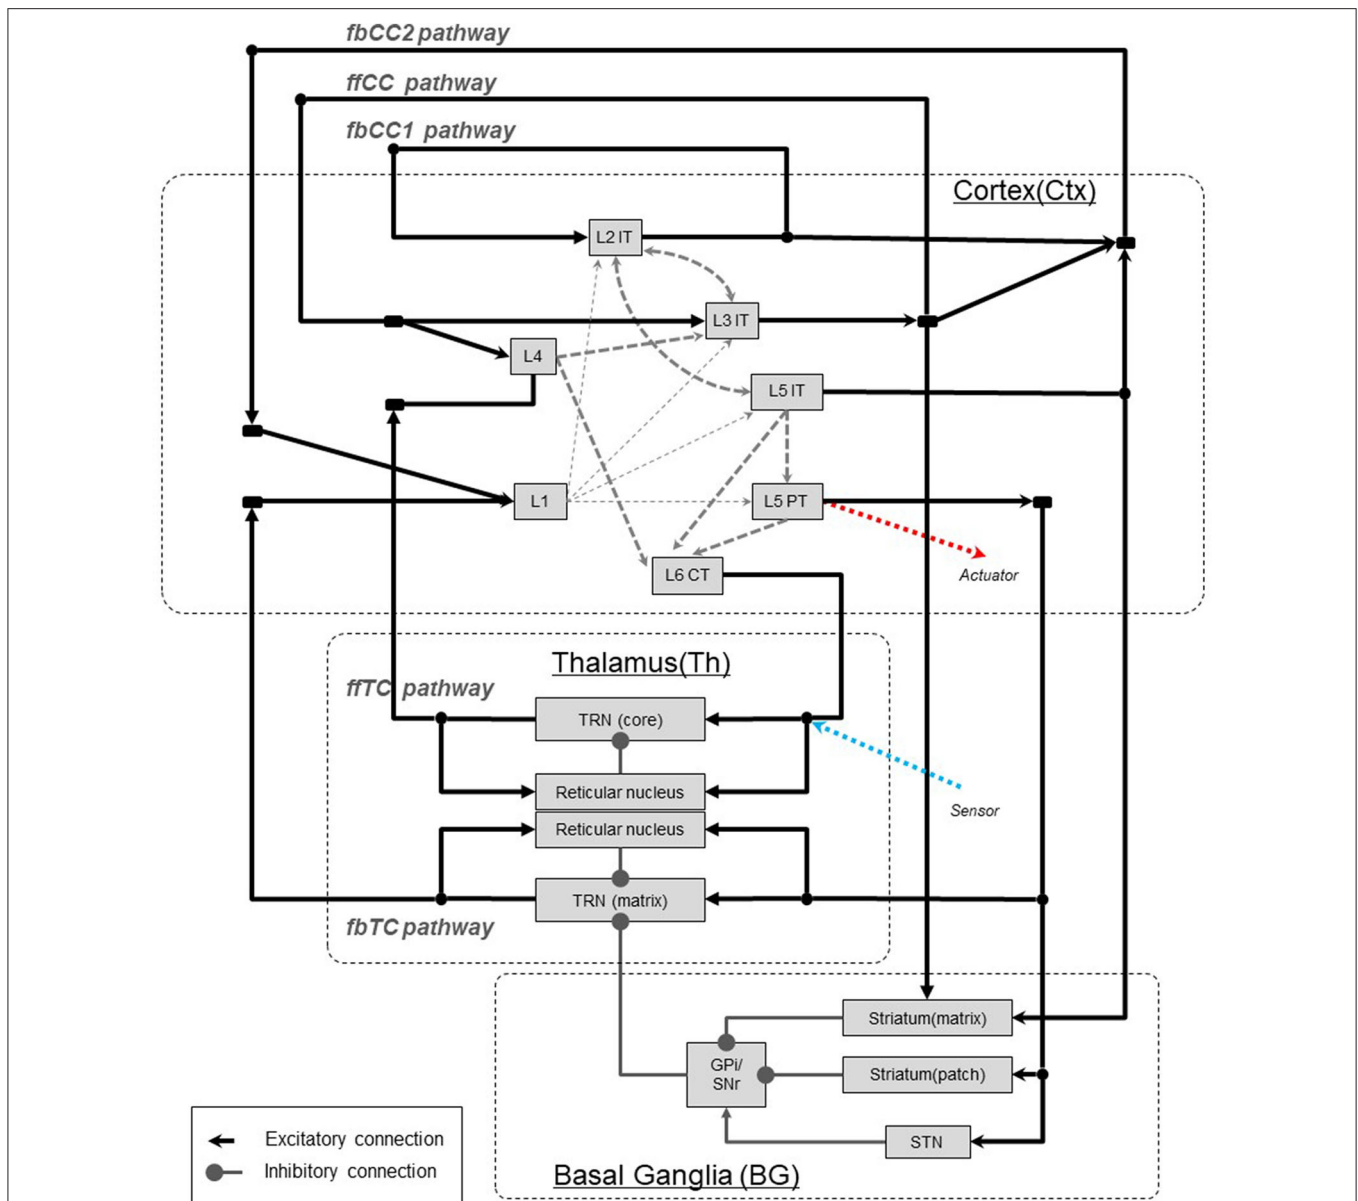 fbCC2 pathway
ffCC pathway
fbCC1 pathway
Cortex(Ctx)
L2 IT
L3 IT
L4
L5 IT
L1
L5 PT
Actuator
L6 CT
Thalamus(Th)
ffTC pathway
TRN (core)
Reticular nucleus
Sensor
Reticular nucleus
TRN (matrix)
fbTC pathway
Striatum(matrix)
GPi/
SNr
Striatum(patch)
STN
Excitatory connection
Inhibitory connection
Basal Ganglia (BG)